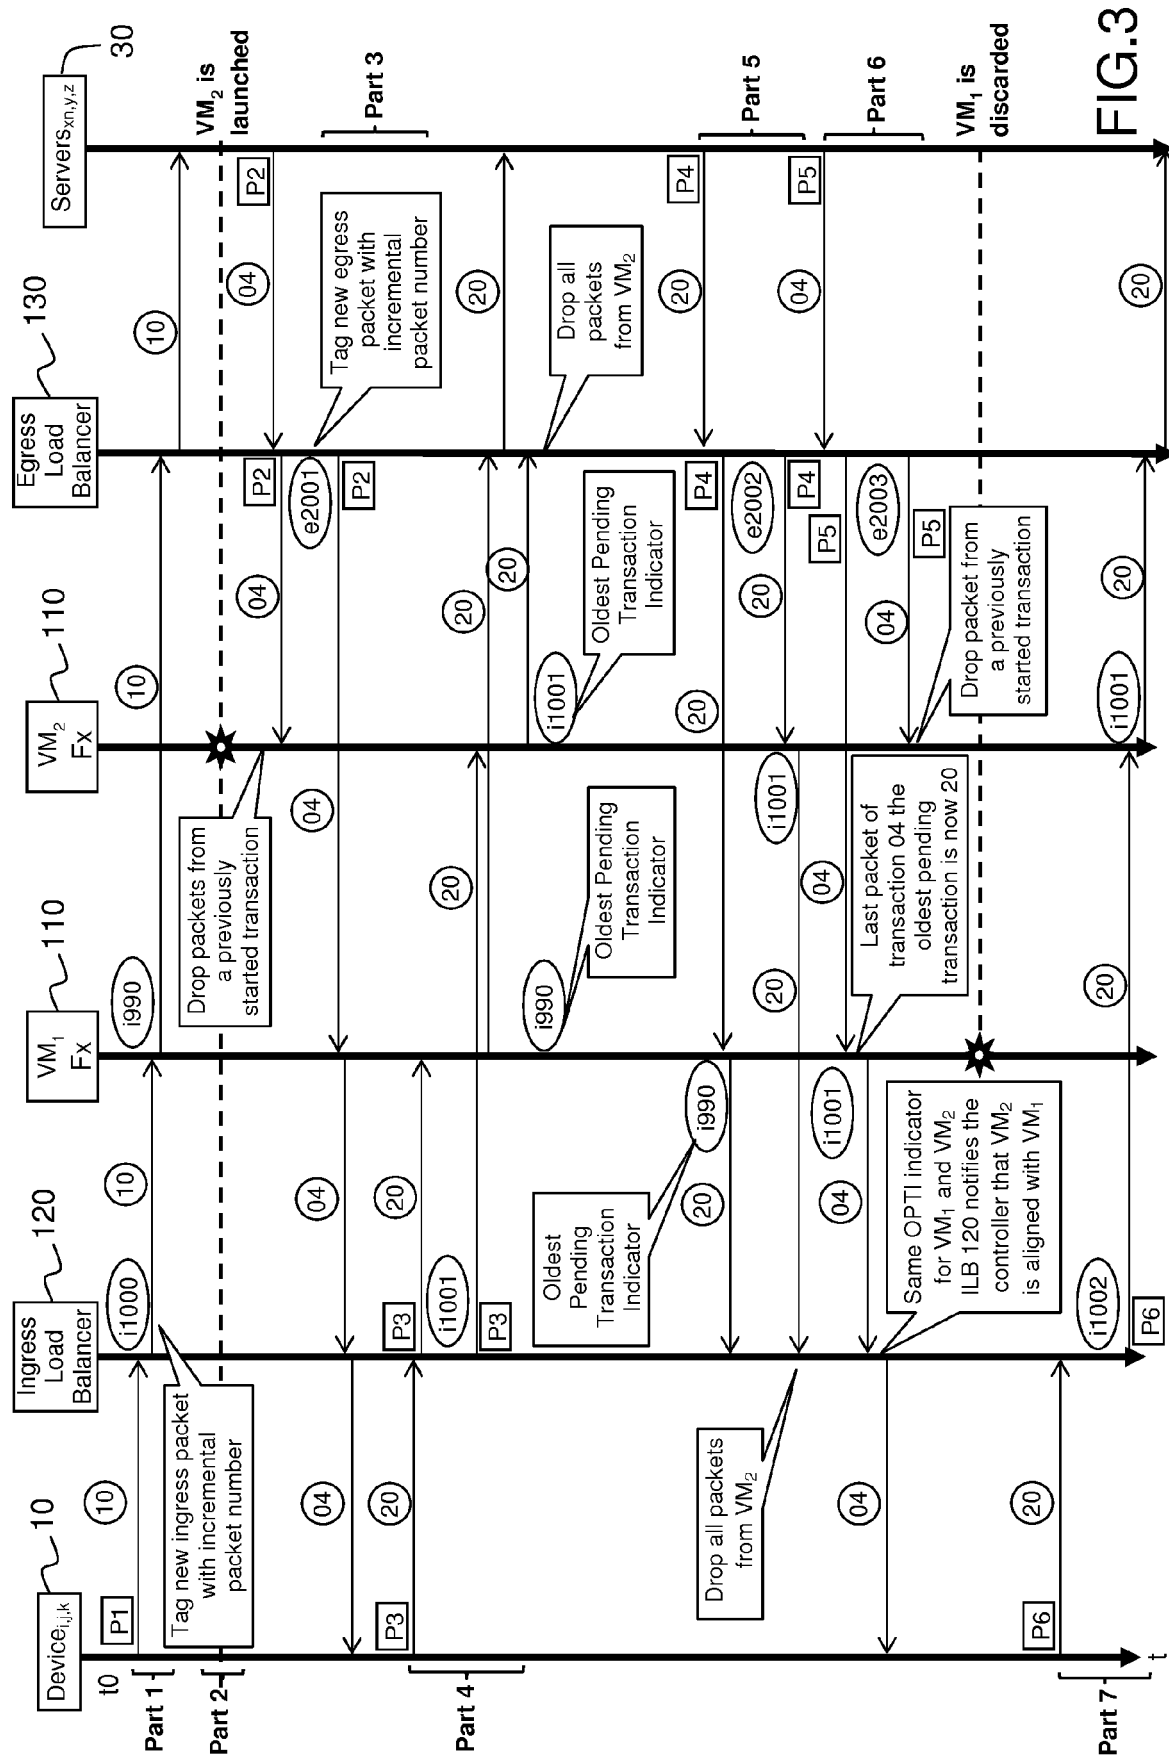 Device i,j,k
10
Ingress
Load
Balancer
120
VM1
Fx
110
VM2
Fx
110
Egress
Load
Balancer
130
Servers xn,y,z
30
t0
Part 1
P1
10
i1000
10
i990
10
10
Tag new ingress packet
with incremental
packet number
Part 2
VM2 is
launched
Drop packets from
a previously
started transaction
P2
04
P2
04
e2001
Tag new egress
packet with
incremental
packet number
Part 3
P2
04
04
04
Part 4
P3
20
P3
20
i1001
P3
20
20
20
20
i990
Oldest Pending
Transaction
Indicator
i1001
Oldest Pending
Transaction
Indicator
Drop all
packets
from VM2
Part 5
P4
20
P4
20
e2002
P4
20
i990
20
Oldest
Pending
Transaction
Indicator
i1001
20
Drop all packets
from VM2
Part 6
P5
04
P5
04
e2003
P5
04
i1001
04
04
Last packet of
transaction 04 the
oldest pending
transaction is now 20
Drop packet from
a previously
started transaction
Same OPTI indicator
for VM1 and VM2
ILB 120 notifies the
controller that VM2
is aligned with VM1
VM1 is
discarded
Part 7
P6
20
i1002
P6
20
i1001
20
20
t
FIG.3